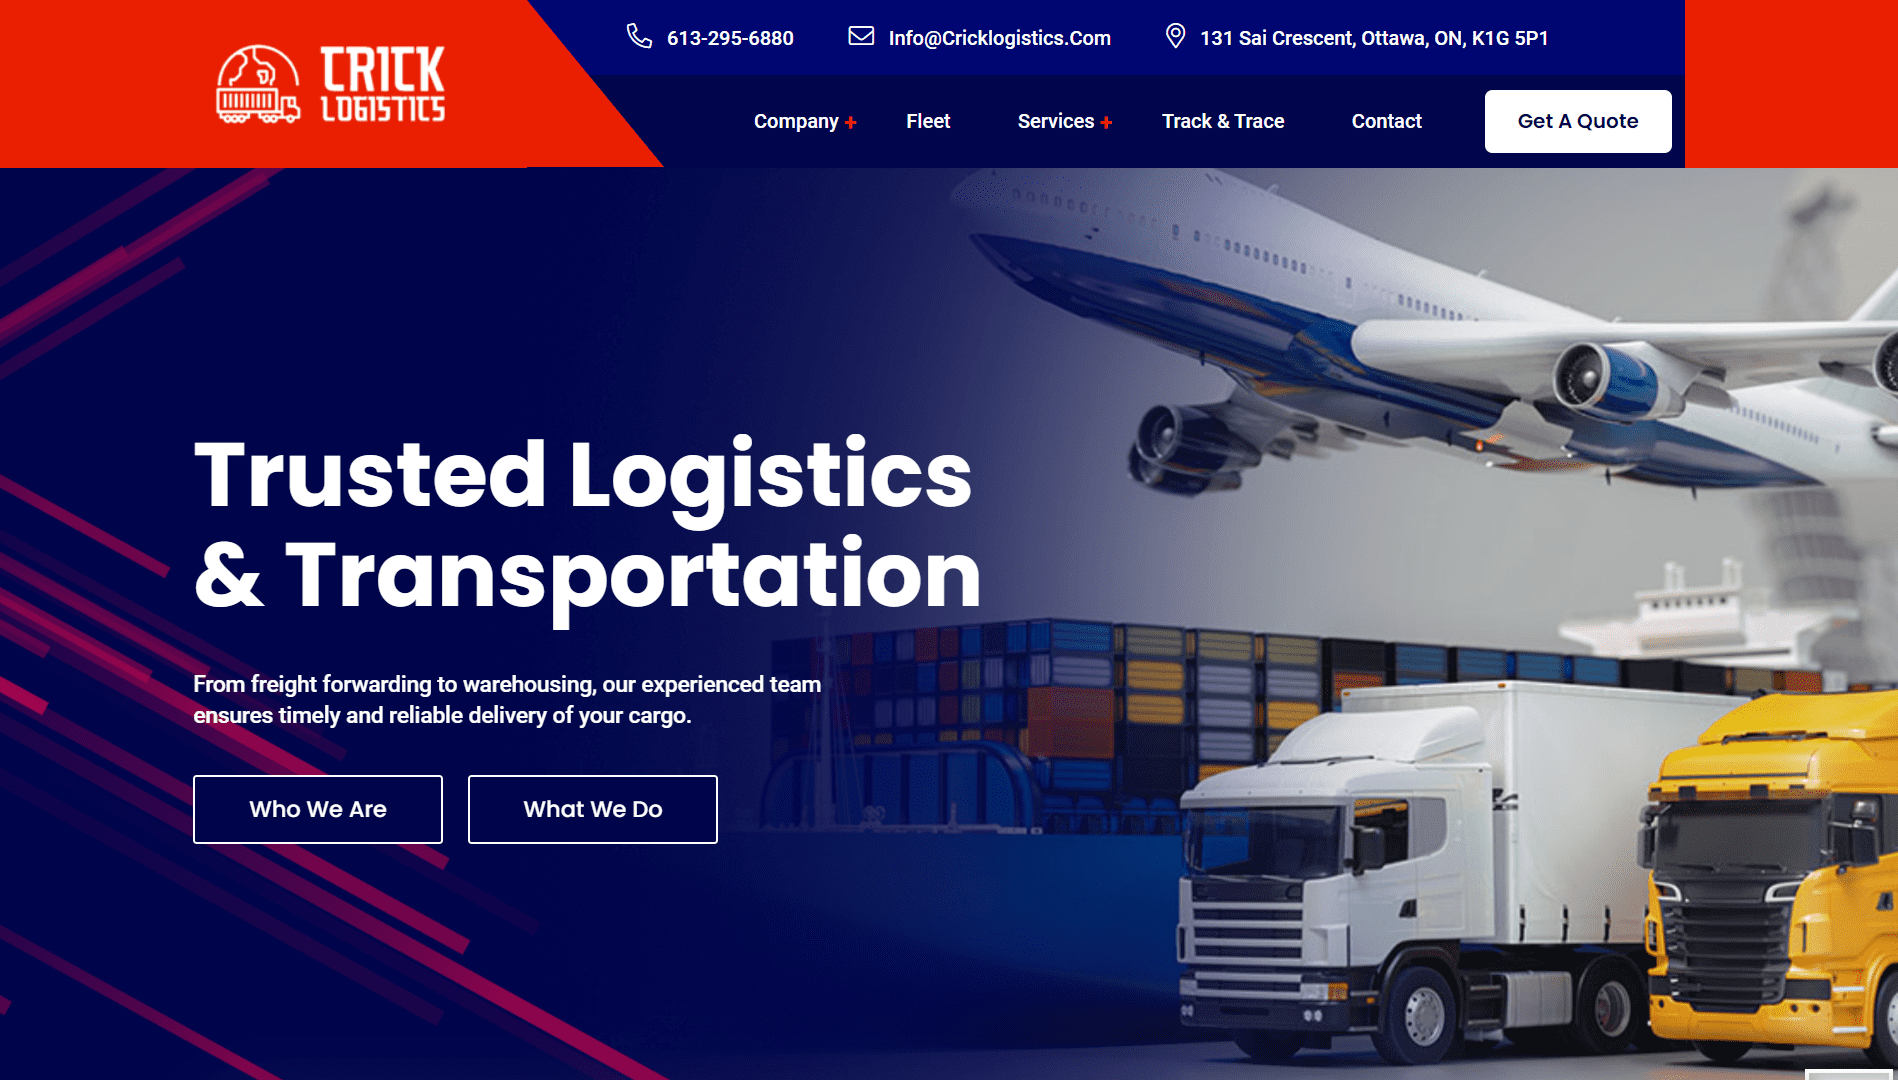 CRICK
LOGISTICS
613-295-6880
Info@Cricklogistics.Com
131 Sai Crescent, Ottawa, ON, K1G 5P1
Company +
Fleet
Services +
Track & Trace
Contact
Get A Quote
Trusted Logistics
& Transportation
From freight forwarding to warehousing, our experienced team
ensures timely and reliable delivery of your cargo.
Who We Are
What We Do